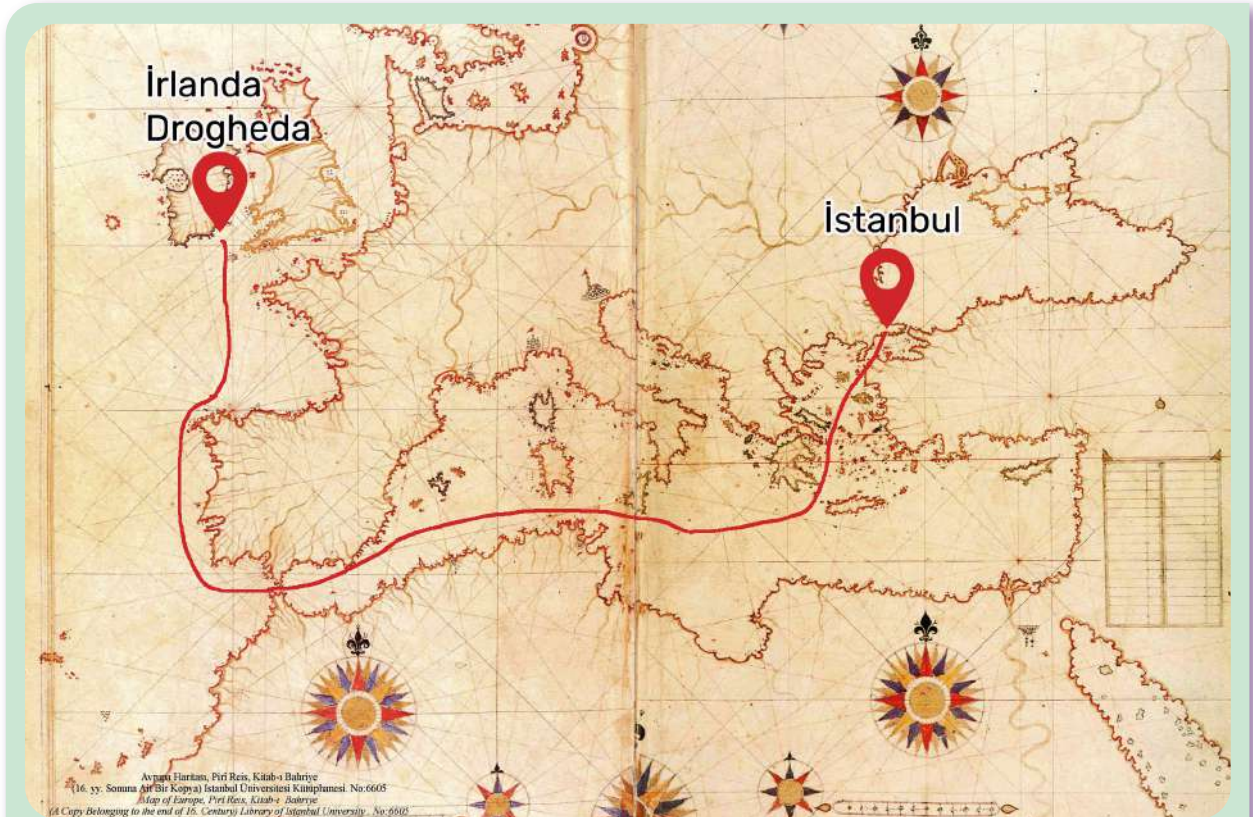 İrlanda
Drogheda
İstanbul
Avrupa Haritası, Piri Reis, Kitab-ı Bahriye
(16. yy. Sonuna Ait Bir Kopya) Istanbul Üniversitesi Kütüphanesi. No:6605
Map of Europe, Piri Reis, Kitab-ı Bahriye
(A Copy Belonging to the end of 16. Century) Library of Istanbul University . No:6605